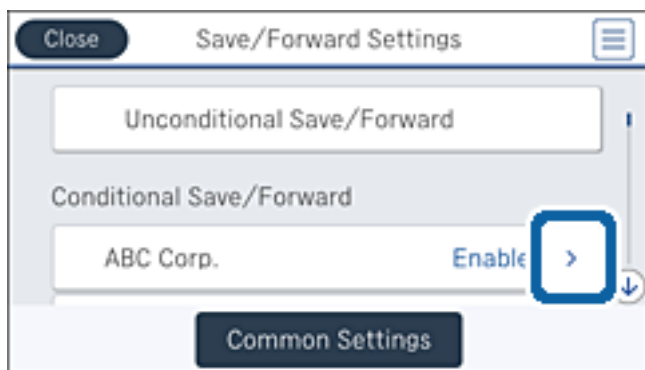 Close Save/Forward Settings
Unconditional Save/Forward
Conditional Save/Forward
ABC Corp. Enable
Common Settings